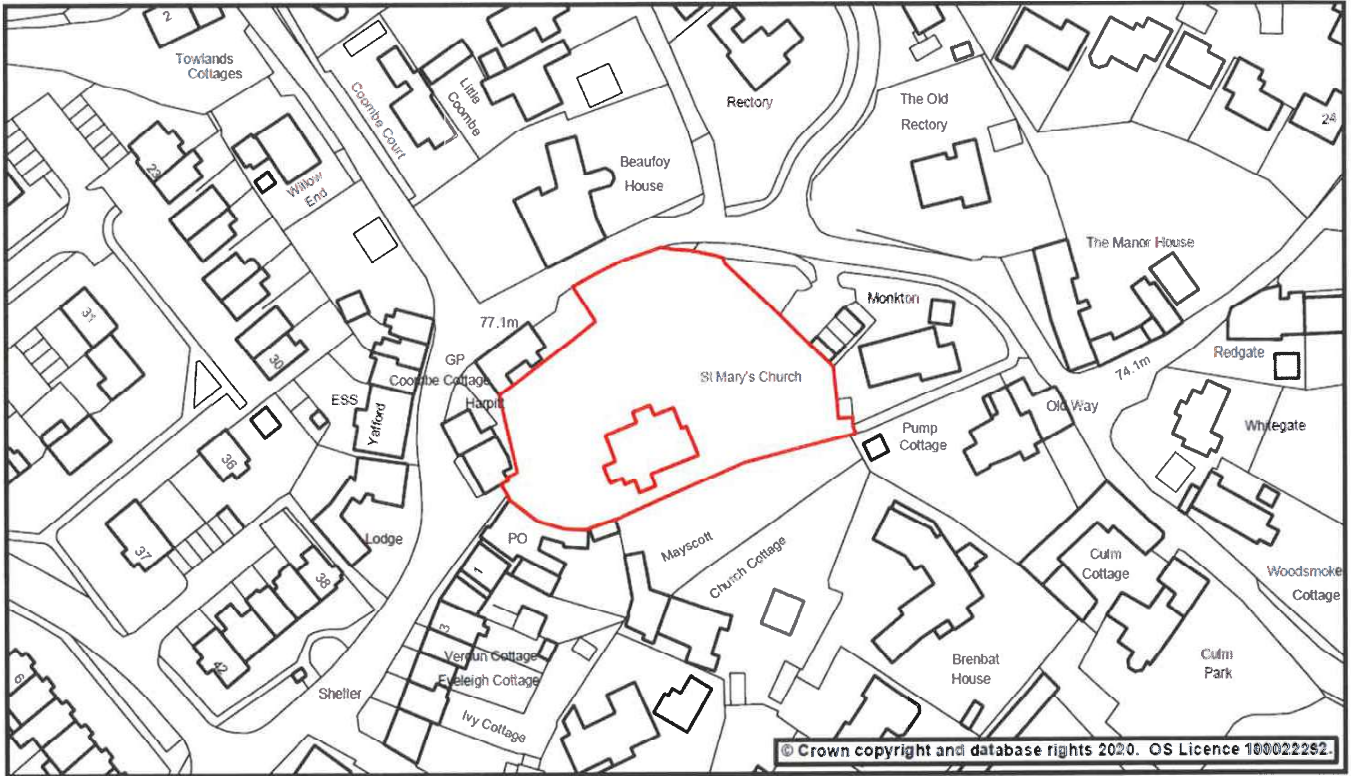 2
Towlands
Cottages
Coombe Court
Little
Coombe
Rectory
The Old
Rectory
24
23
Willow
End
Beaufoy
House
The Manor House
31
30
77.1m
Monkton
GP
Coombe Cottage
Harpitt
St Mary's Church
74.1m
Redgate
ESS
Yafford
Old Way
Pump
Cottage
Whitegate
36
37
Lodge
PO
Mayscott
Church Cottage
Culm
Cottage
Woodsmoke
Cottage
38
1
3
42
Verdun Cottage
Eveleigh Cottage
Brenbat
House
Culm
Park
6
Shelter
Ivy Cottage
© Crown copyright and database rights 2020. OS Licence 100022292.